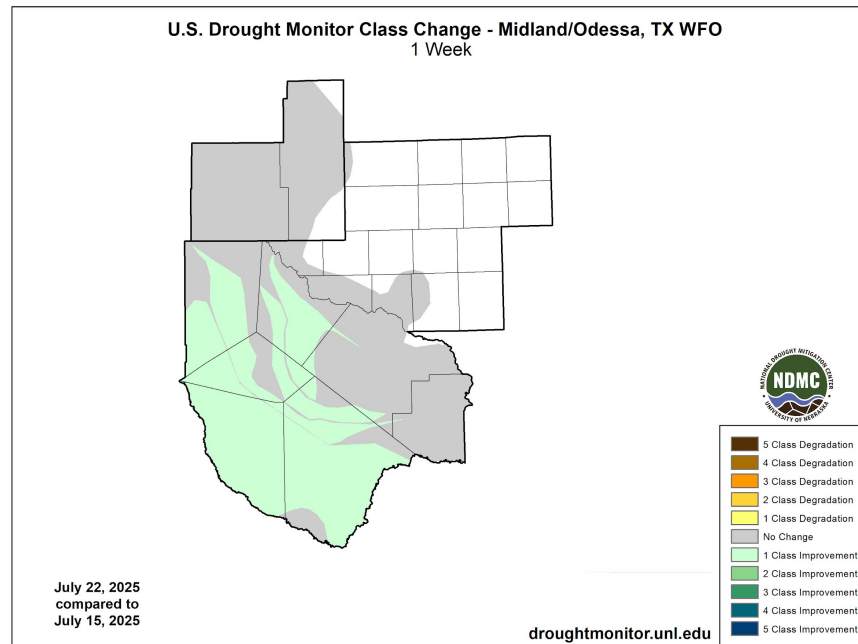 U.S. Drought Monitor Class Change - Midland/Odessa, TX WFO
1 Week
NATIONAL DROUGHT MITIGATION CENTER
NDMC
UNIVERSITY OF NEBRASKA
5 Class Degradation
4 Class Degradation
3 Class Degradation
2 Class Degradation
1 Class Degradation
No Change
1 Class Improvement
2 Class Improvement
3 Class Improvement
4 Class Improvement
5 Class Improvement
July 22, 2025
compared to
July 15, 2025
droughtmonitor.unl.edu